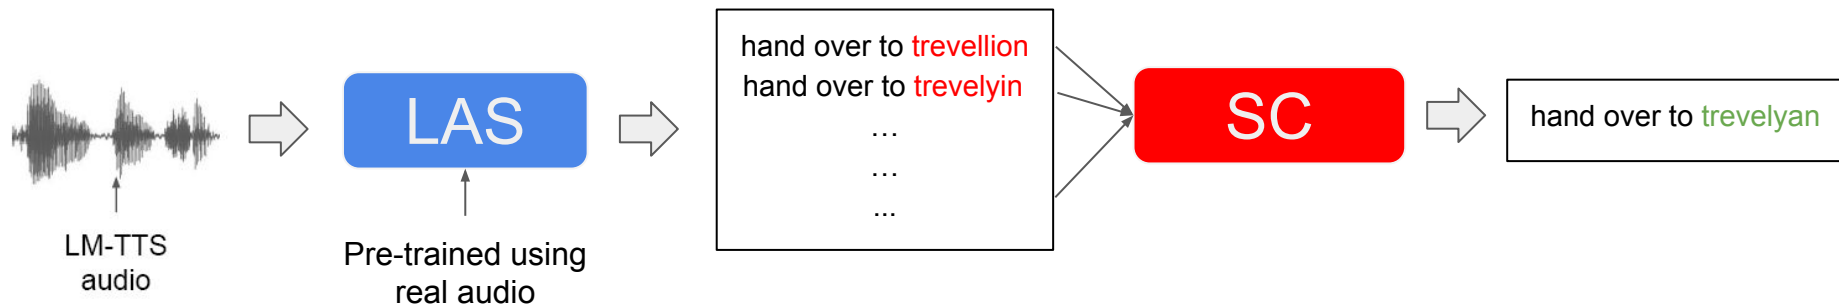 LM-TTS
audio
LAS
Pre-trained using
real audio
hand over to trevellion
hand over to trevelyin
...
...
...
SC
hand over to trevelyan